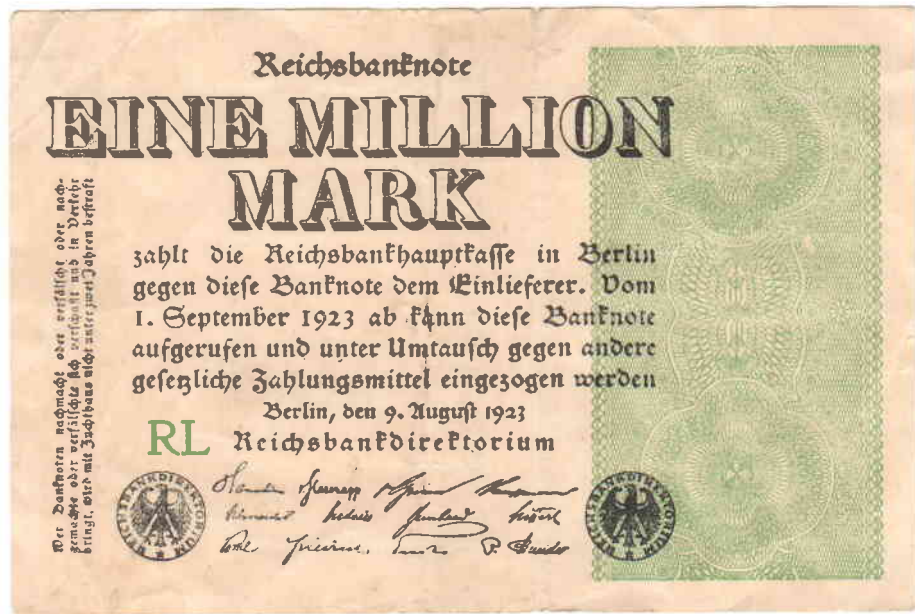 Reichsbanknote
EINE MILLION
MARK
zahlt die Reichsbankhauptkasse in Berlin
gegen diese Banknote dem Einlieferer. Vom
1. September 1923 ab kann diese Banknote
aufgerufen und unter Umtausch gegen andere
gesetzliche Zahlungsmittel eingezogen werden
Berlin, den 9. August 1923
RL Reichsbankdirektorium
Wer Banknoten nachmacht oder verfälscht oder nach-
gemachte oder verfälschte sich verschafft und in Verkehr
bringt, wird mit Zuchthaus nicht unter zwei Jahren bestraft
REICHSBANKDIREKTORIUM
REICHSBANKDIREKTORIUM